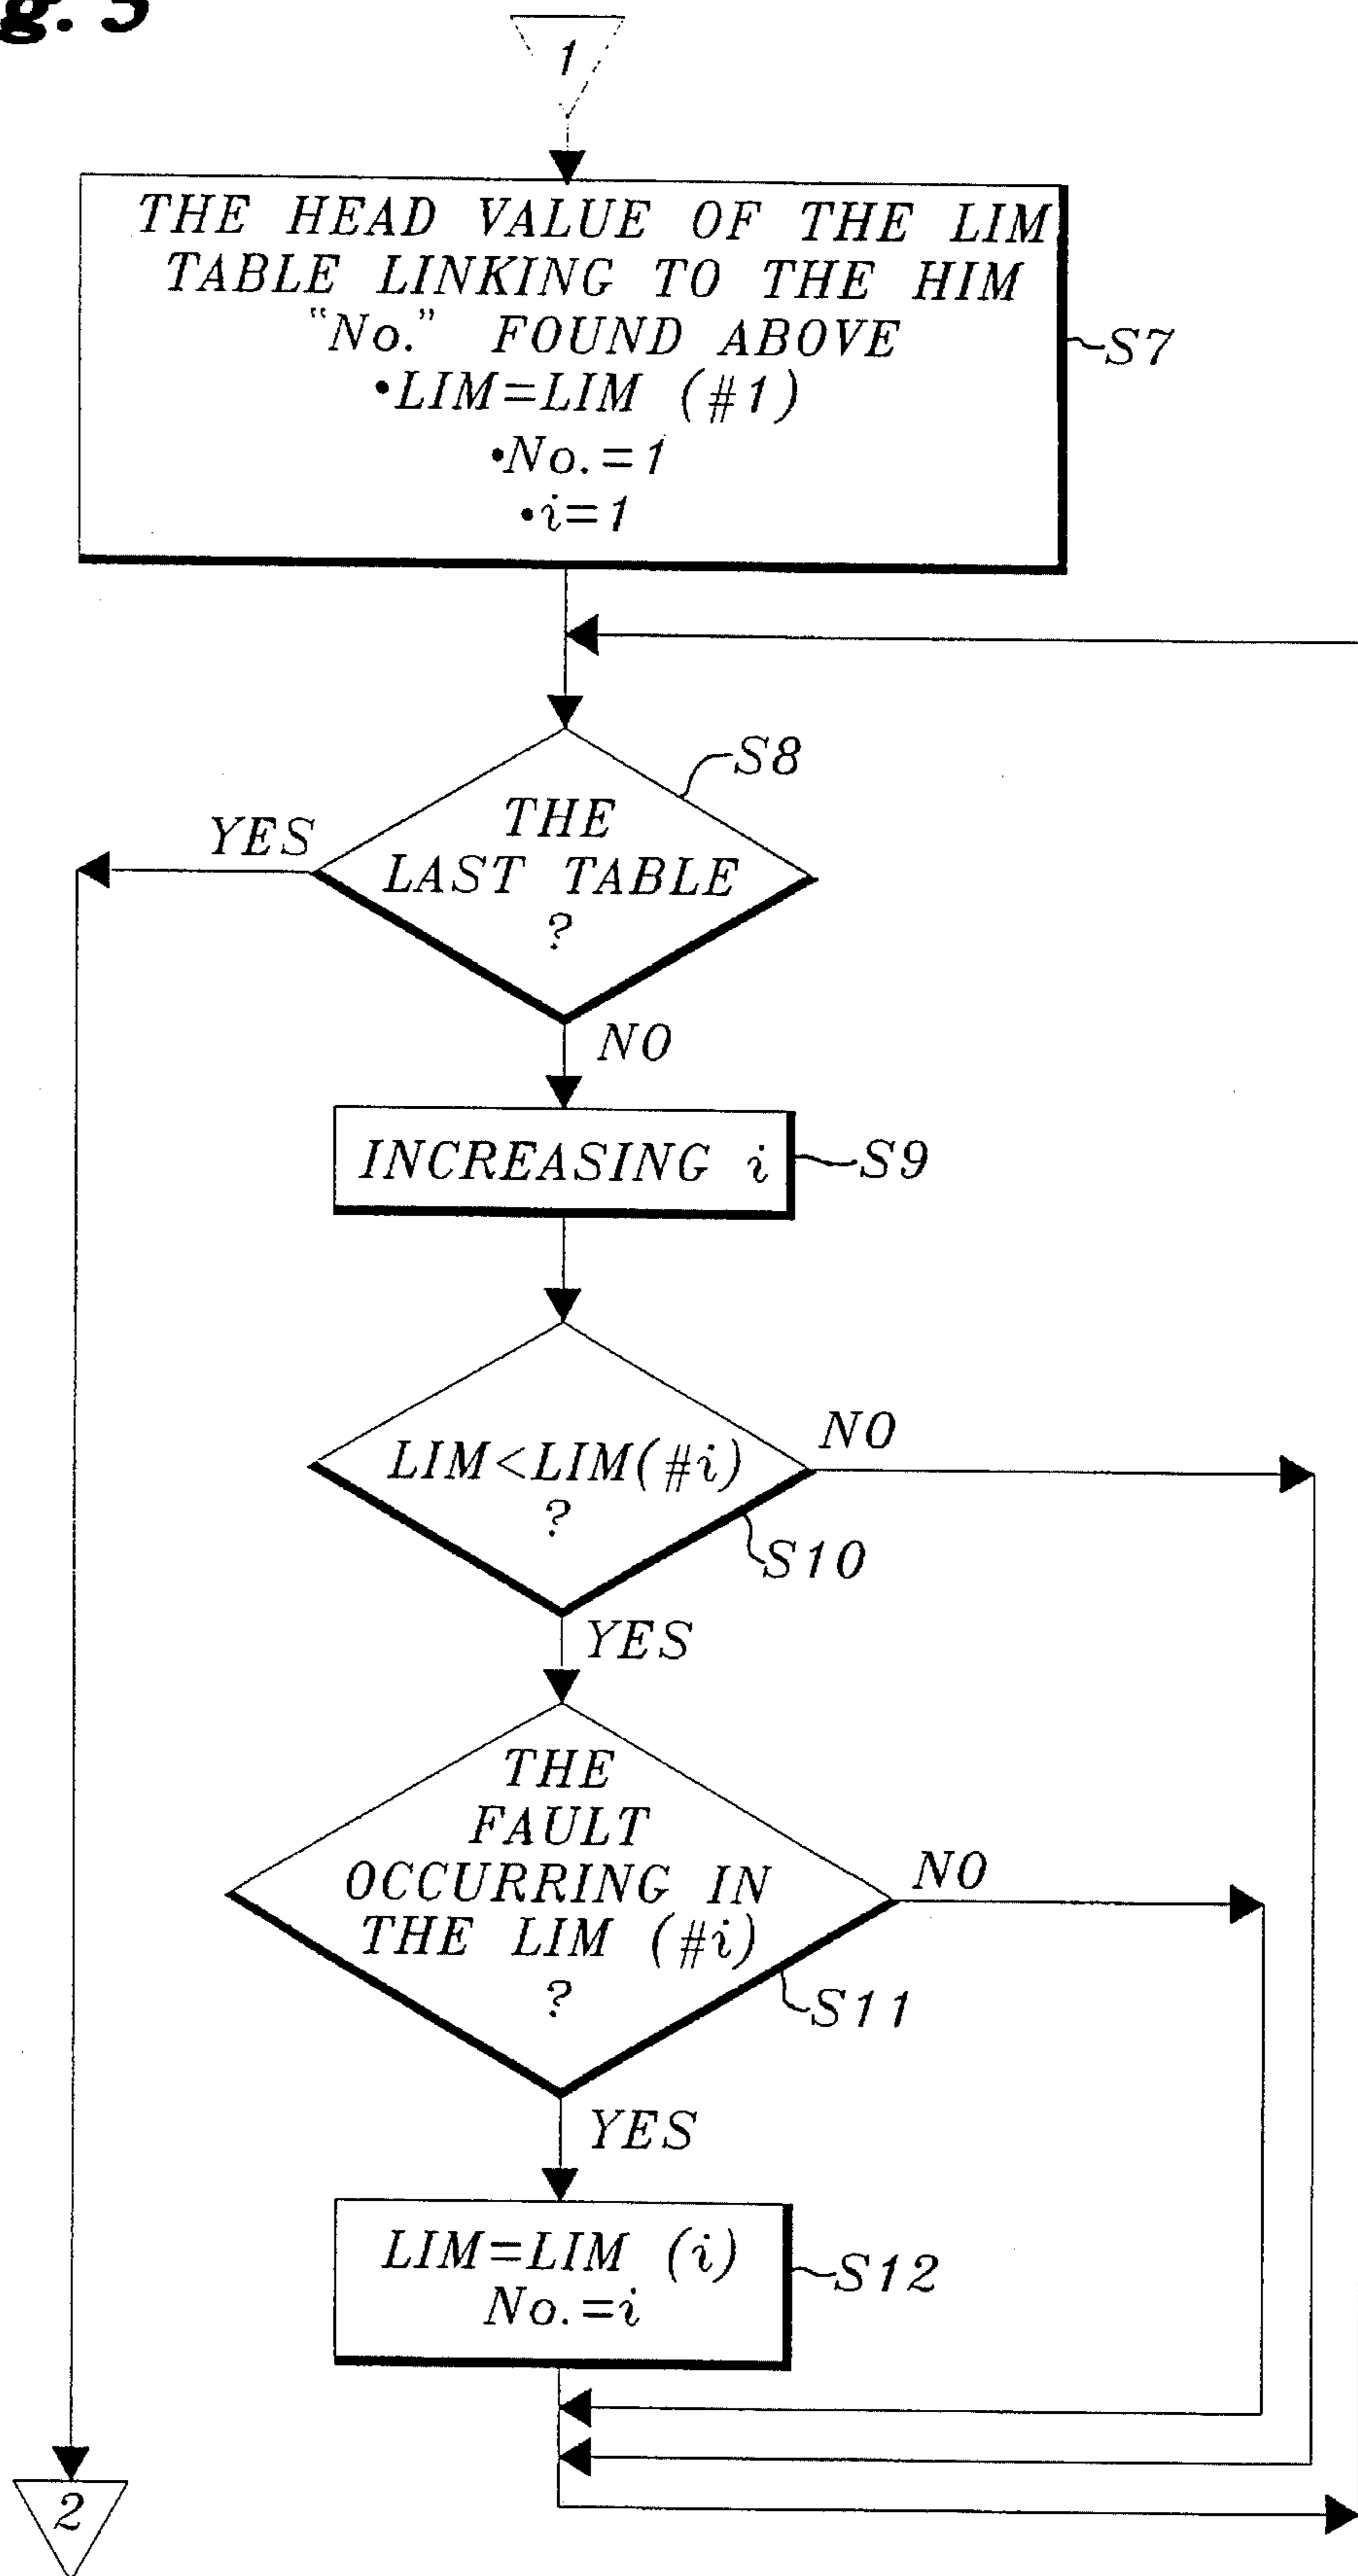 g. 5
1
THE HEAD VALUE OF THE LIM
TABLE LINKING TO THE HIM
"No." FOUND ABOVE
•LIM=LIM (#1)
•No.=1
•i=1
S7
S8
THE
LAST TABLE
?
YES
NO
INCREASING i
S9
LIM<LIM(#i)
?
NO
S10
YES
THE
FAULT
OCCURRING IN
THE LIM (#i)
?
NO
S11
YES
LIM=LIM (i)
No.=i
S12
2